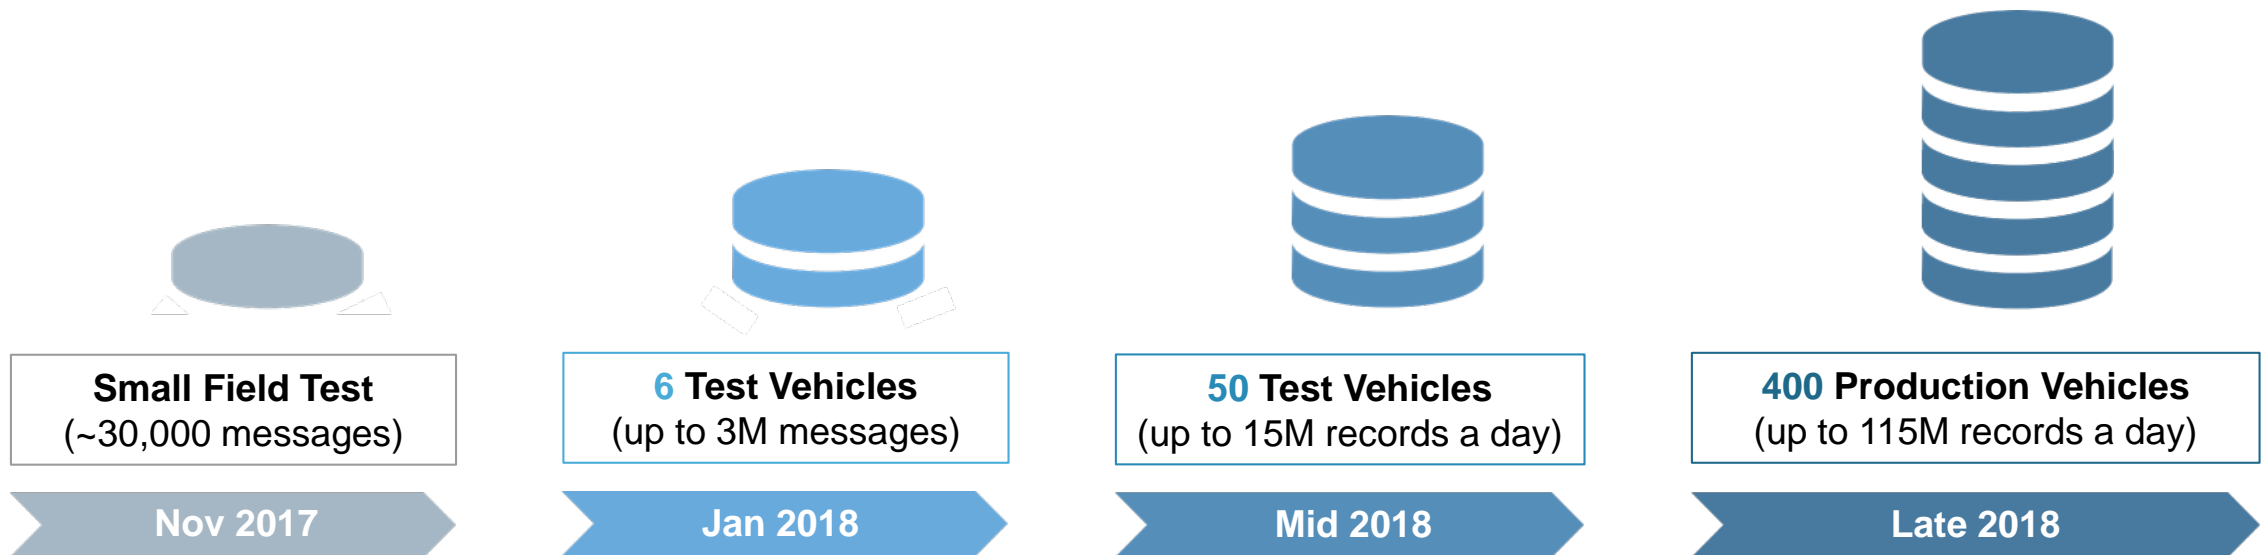 Small Field Test
(~30,000 messages)
Nov 2017
6 Test Vehicles
(up to 3M messages)
Jan 2018
50 Test Vehicles
(up to 15M records a day)
Mid 2018
400 Production Vehicles
(up to 115M records a day)
Late 2018